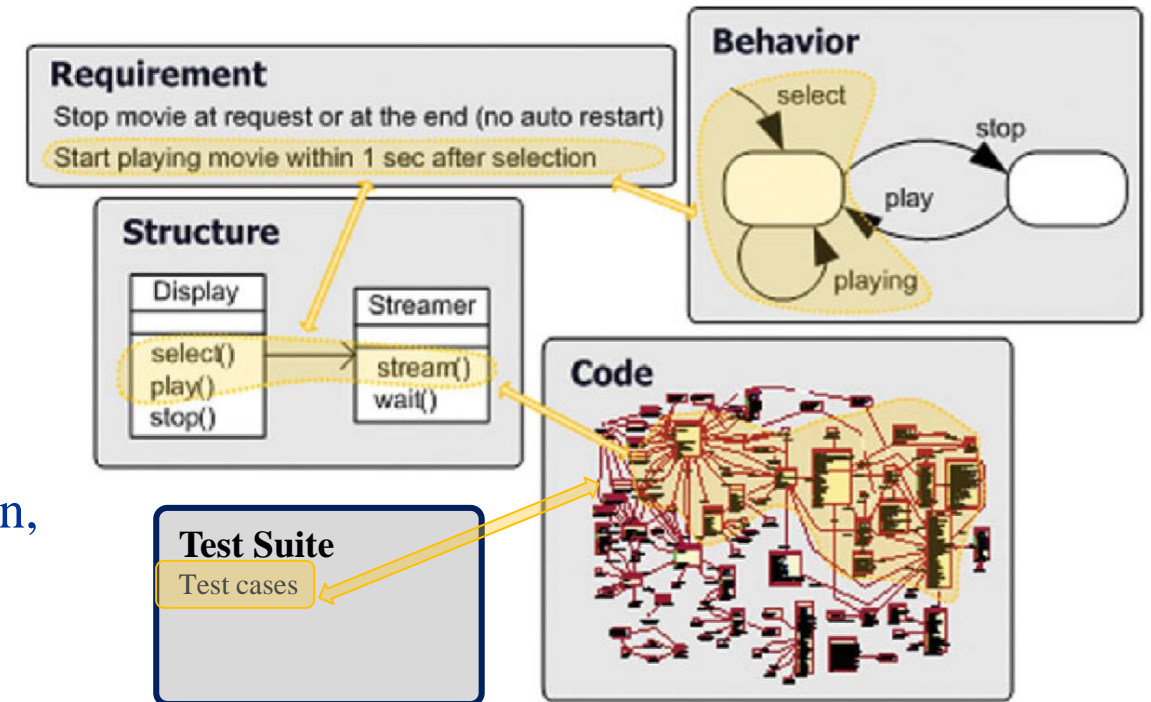 Requirement
Stop movie at request or at the end (no auto restart)
Start playing movie within 1 sec after selection
Behavior
select
stop
play
playing
Structure
Display
select()
play()
stop()
Streamer
stream()
wait()
Code
n,
Test Suite
Test cases